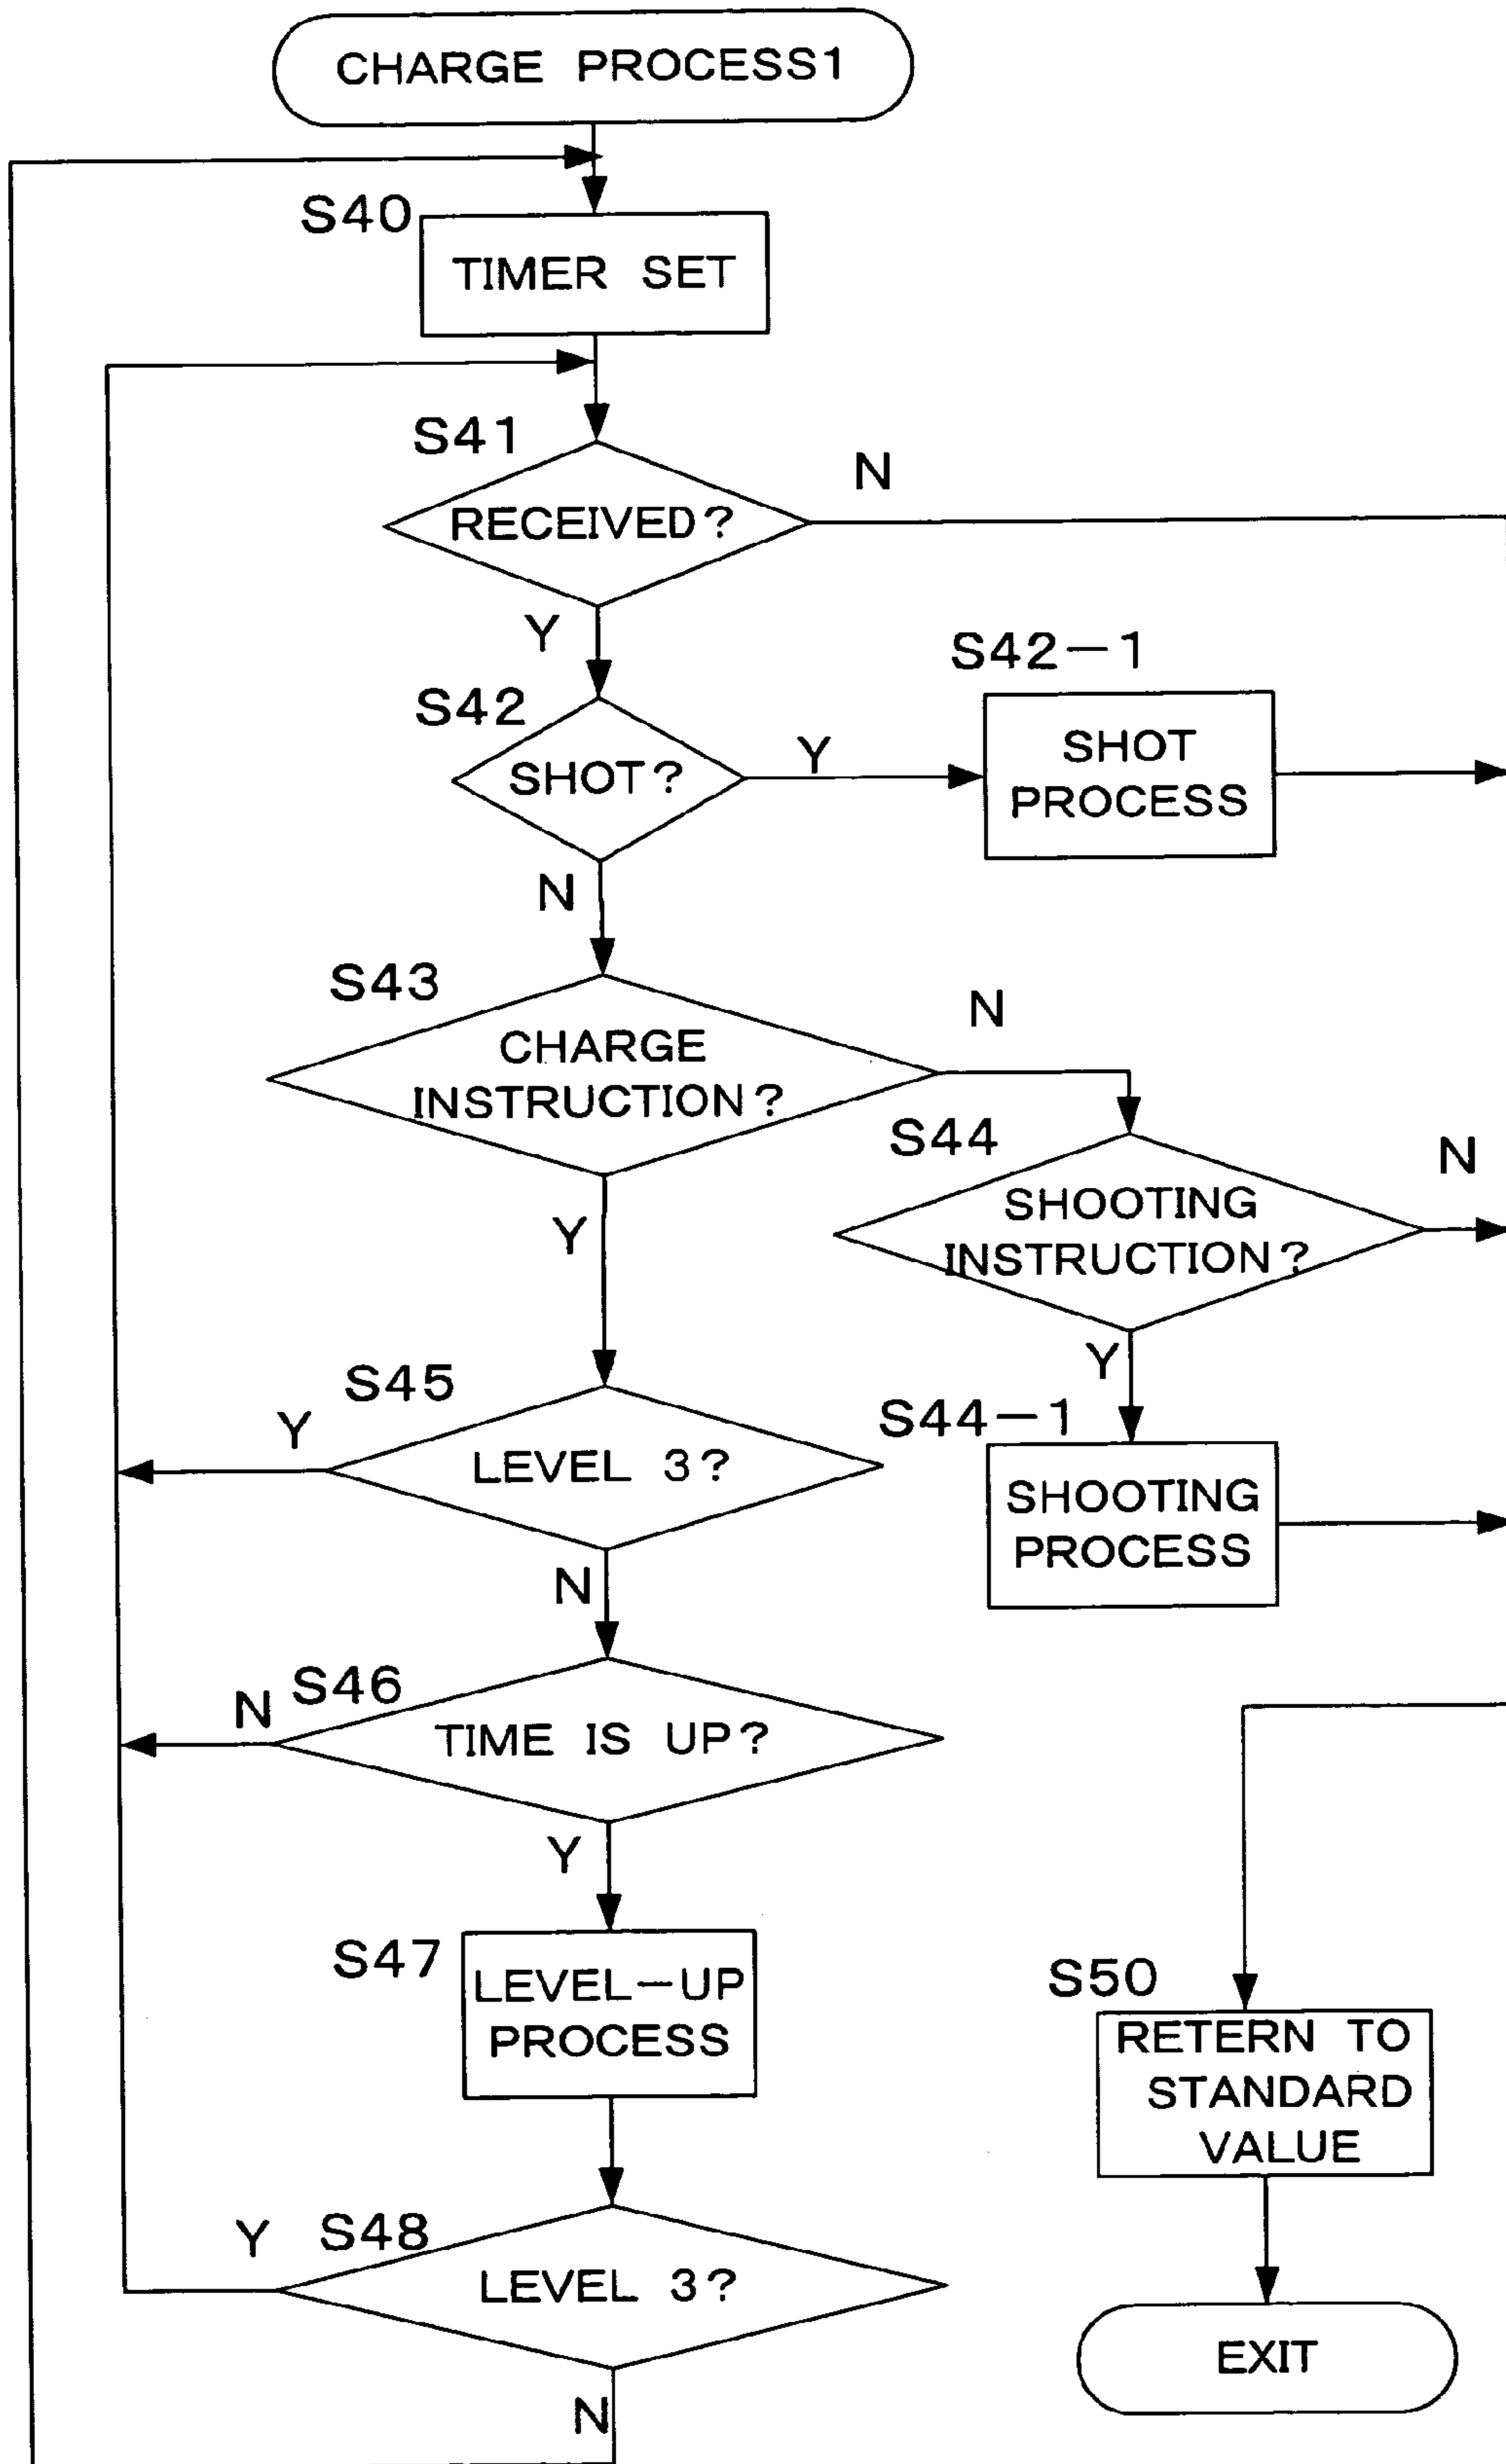 CHARGE PROCESS1
S40
TIMER SET
S41
N
RECEIVED?
Y
S42-1
S42
SHOT?
Y
SHOT
PROCESS
N
S43
N
CHARGE
INSTRUCTION?
S44
N
SHOOTING
INSTRUCTION?
Y
Y
S45
S44-1
Y
LEVEL 3?
SHOOTING
PROCESS
N
S46
N
TIME IS UP?
Y
S47
LEVEL-UP
PROCESS
S50
RETERN TO
STANDARD
VALUE
Y
S48
LEVEL 3?
EXIT
N